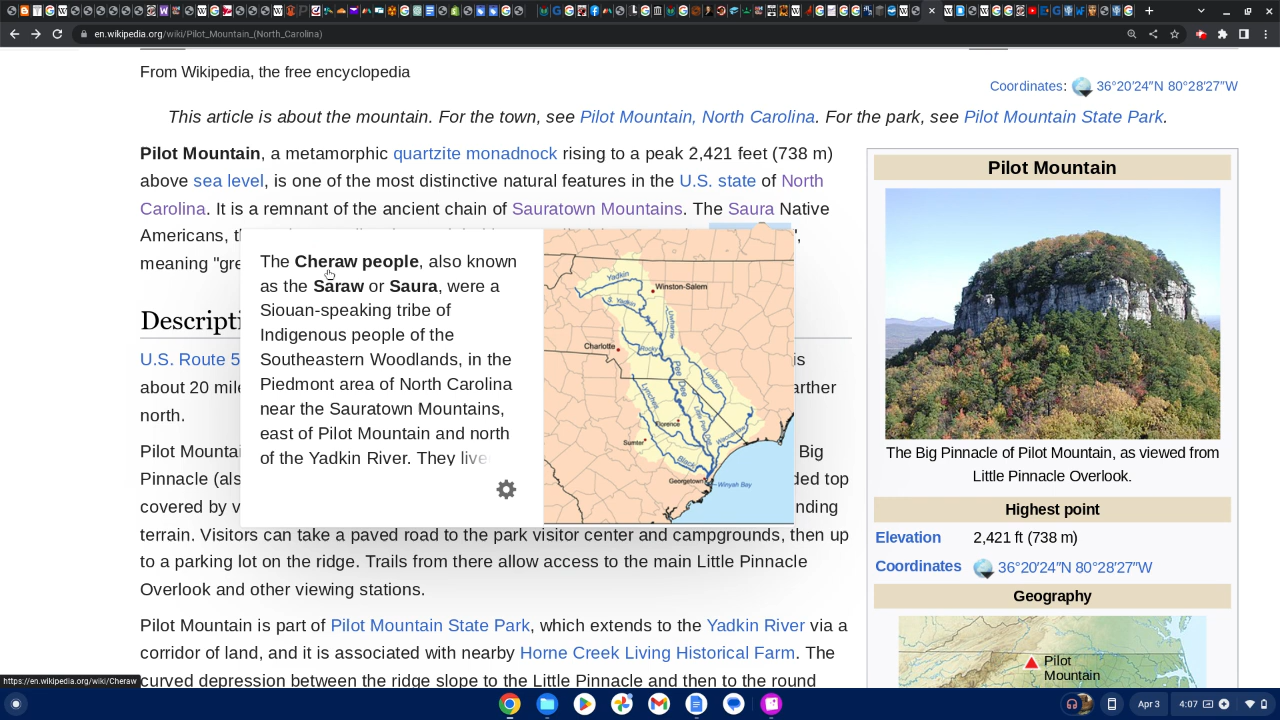 en.wikipedia.org/wiki/Pilot_Mountain_(North_Carolina)
From Wikipedia, the free encyclopedia
Coordinates: 36°20′24″N 80°28′27″W
This article is about the mountain. For the town, see Pilot Mountain, North Carolina. For the park, see Pilot Mountain State Park.
Pilot Mountain, a metamorphic quartzite monadnock rising to a peak 2,421 feet (738 m)
above sea level, is one of the most distinctive natural features in the U.S. state of North
Carolina. It is a remnant of the ancient chain of Sauratown Mountains. The Saura Native
Americans, t
",
meaning "gre
The Cheraw people, also known
as the Saraw or Saura, were a
Siouan-speaking tribe of
Indigenous people of the
Southeastern Woodlands, in the
Piedmont area of North Carolina
near the Sauratown Mountains,
east of Pilot Mountain and north
of the Yadkin River. They live
Yadkin
Winston-Salem
S. Yadkin
Uwharrie
Charlotte
Rocky
Pee Dee
Lumber
Lynches
Little Pee Dee
Florence
Waccamaw
Sumter
Black
Georgetown
Winyah Bay
Descripti
U.S. Route 5
is
about 20 mile
arther
north.
Pilot Mountai
Big
Pinnacle (als
ded top
covered by v
nding
terrain. Visitors can take a paved road to the park visitor center and campgrounds, then up
to a parking lot on the ridge. Trails from there allow access to the main Little Pinnacle
Overlook and other viewing stations.
Pilot Mountain is part of Pilot Mountain State Park, which extends to the Yadkin River via a
corridor of land, and it is associated with nearby Horne Creek Living Historical Farm. The
curved depression between the ridge slope to the Little Pinnacle and then to the round
Pilot Mountain
The Big Pinnacle of Pilot Mountain, as viewed from
Little Pinnacle Overlook.
Highest point
Elevation 2,421 ft (738 m)
Coordinates 36°20′24″N 80°28′27″W
Geography
Pilot
Mountain
https://en.wikipedia.org/wiki/Cheraw
Apr 3
4:07